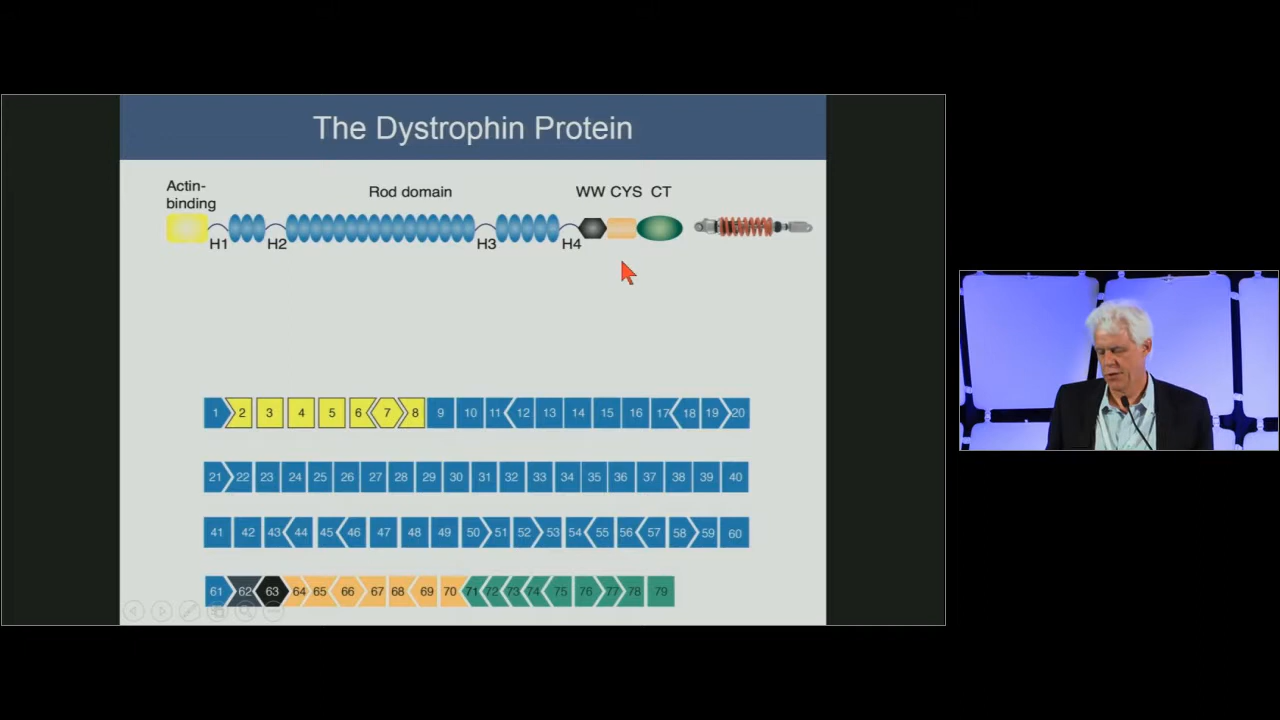 The Dystrophin Protein
Actin-
binding
Rod domain
WW CYS CT
H1 H2 H3 H4
1 2 3 4 5 6 7 8 9 10 11 12 13 14 15 16 17 18 19 20
21 22 23 24 25 26 27 28 29 30 31 32 33 34 35 36 37 38 39 40
41 42 43 44 45 46 47 48 49 50 51 52 53 54 55 56 57 58 59 60
61 62 63 64 65 66 67 68 69 70 71 72 73 74 75 76 77 78 79